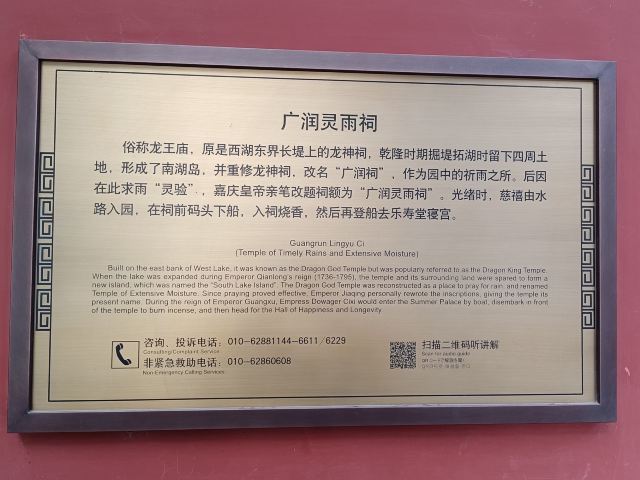 广润灵雨祠
俗称龙王庙，原是西湖东界长堤上的龙神祠，乾隆时期掘堤拓湖时留下四周土
地，形成了南湖岛，并重修龙神祠，改名“广润祠”，作为园中的祈雨之所。后因
在此求雨“灵验”，嘉庆皇帝亲笔改题祠额为“广润灵雨祠”。光绪时，慈禧由水
路入园，在祠前码头下船，入祠烧香，然后再登船去乐寿堂寝宫。
Guangrun Lingyu Ci
(Temple of Timely Rains and Extensive Moisture)
Built on the east bank of West Lake, it was known as the Dragon God Temple but was popularly referred to as the Dragon King Temple.
When the lake was expanded during Emperor Qianlong's reign (1736-1795), the temple and its surrounding land were spared to form a
new island, which was named the "South Lake Island". The Dragon God Temple was reconstructed as a place to pray for rain, and renamed
Temple of Extensive Moisture. Since praying proved effective, Emperor Jiaqing personally rewrote the inscriptions, giving the temple its
present name. During the reign of Emperor Guangxu, Empress Dowager Cixi would enter the Summer Palace by boat, disembark in front
of the temple to burn incense, and then head for the Hall of Happiness and Longevity.
咨询、投诉电话：010-62881144-6611/6229
Consulting/Complaint Service
非紧急救助电话：010-62860608
Non-Emergency Calling Services
扫描二维码听讲解
Scan for audio guide